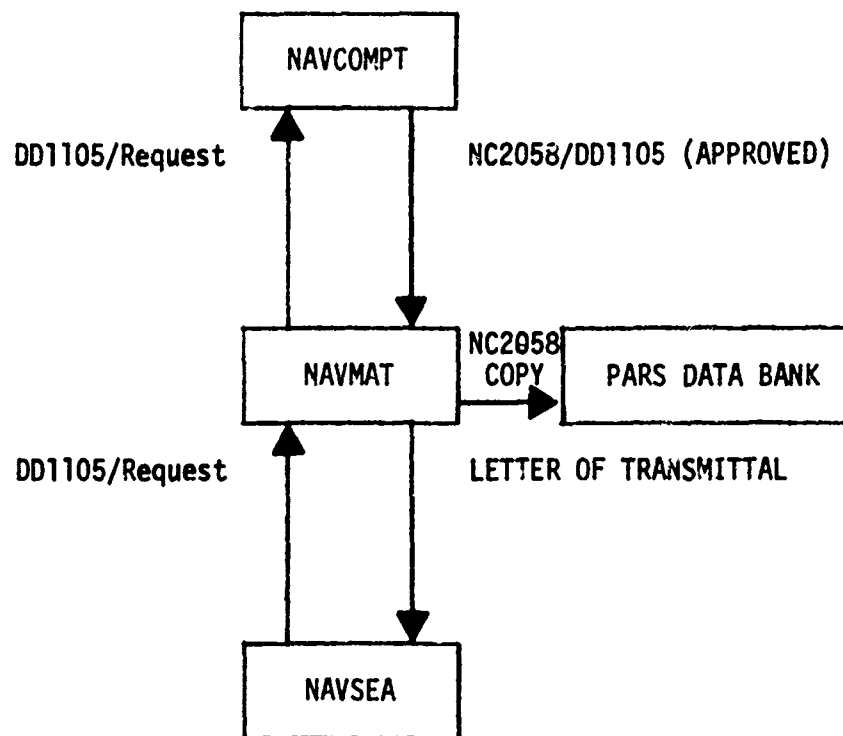 NAVCOMPT
DD1105/Request
NC2058/DD1105 (APPROVED)
NAVMAT
NC2058
COPY
PARS DATA BANK
DD1105/Request
LETTER OF TRANSMITTAL
NAVSEA